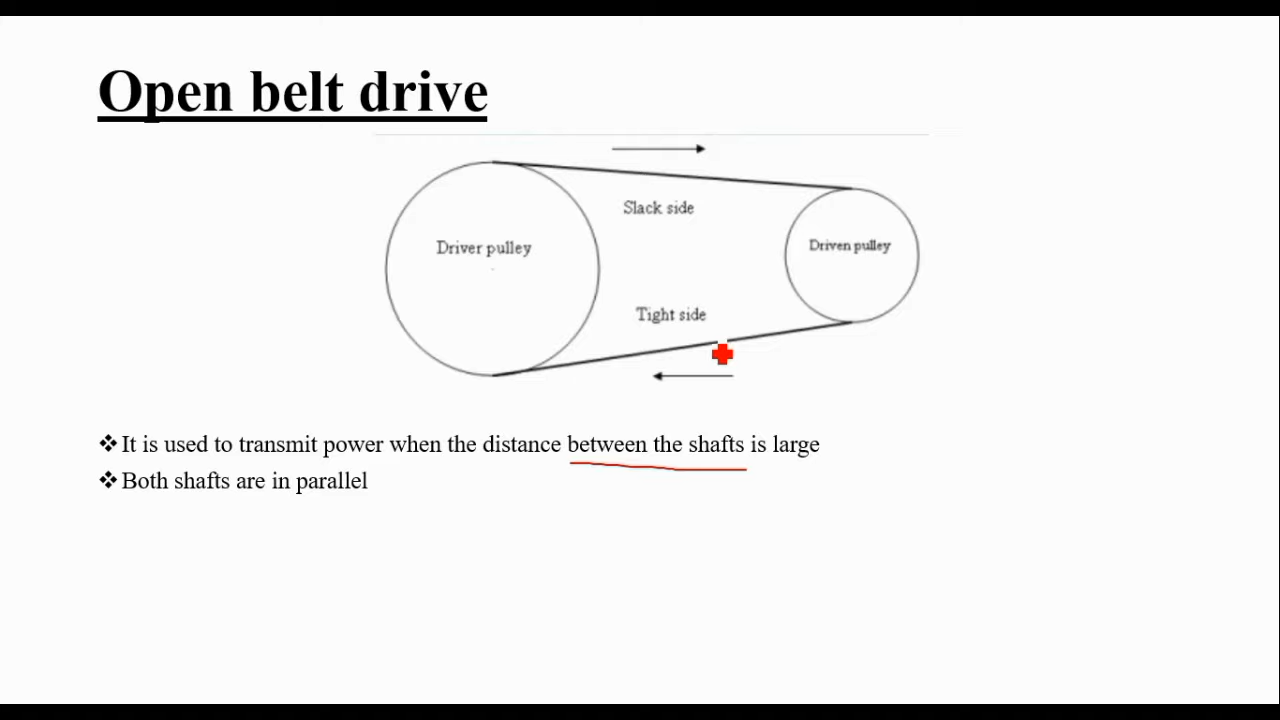 Open belt drive
Slack side
Driver pulley
Driven pulley
Tight side
❖It is used to transmit power when the distance between the shafts is large
❖Both shafts are in parallel